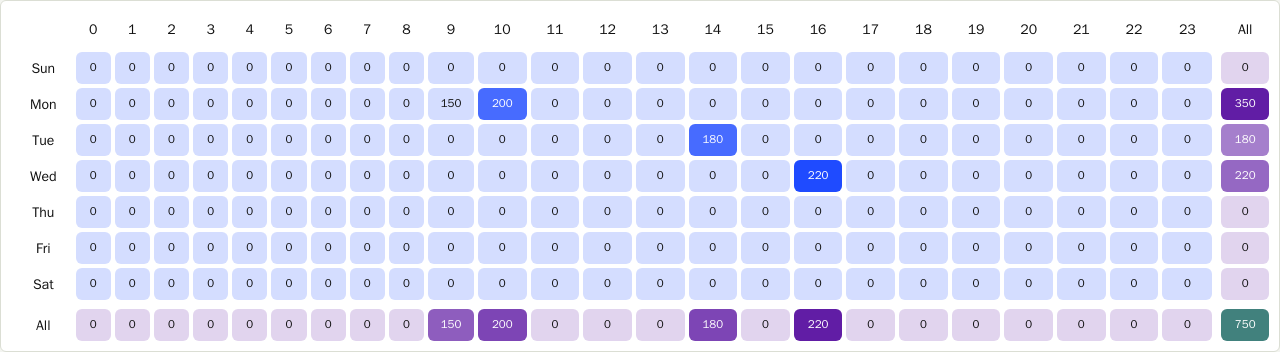 0 1 2 3 4 5 6 7 8 9 10 11 12 13 14 15 16 17 18 19 20 21 22 23 All
Sun 0 0 0 0 0 0 0 0 0 0 0 0 0 0 0 0 0 0 0 0 0 0 0 0 0
Mon 0 0 0 0 0 0 0 0 0 150 200 0 0 0 0 0 0 0 0 0 0 0 0 0 350
Tue 0 0 0 0 0 0 0 0 0 0 0 0 0 0 180 0 0 0 0 0 0 0 0 0 180
Wed 0 0 0 0 0 0 0 0 0 0 0 0 0 0 0 0 220 0 0 0 0 0 0 0 220
Thu 0 0 0 0 0 0 0 0 0 0 0 0 0 0 0 0 0 0 0 0 0 0 0 0 0
Fri 0 0 0 0 0 0 0 0 0 0 0 0 0 0 0 0 0 0 0 0 0 0 0 0 0
Sat 0 0 0 0 0 0 0 0 0 0 0 0 0 0 0 0 0 0 0 0 0 0 0 0 0
All 0 0 0 0 0 0 0 0 0 150 200 0 0 0 180 0 220 0 0 0 0 0 0 0 750